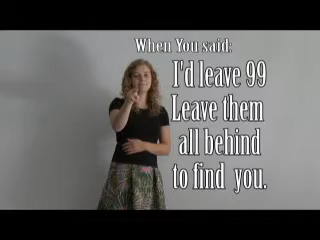 When You said:
I'd leave 99
Leave them
all behind
to find you.